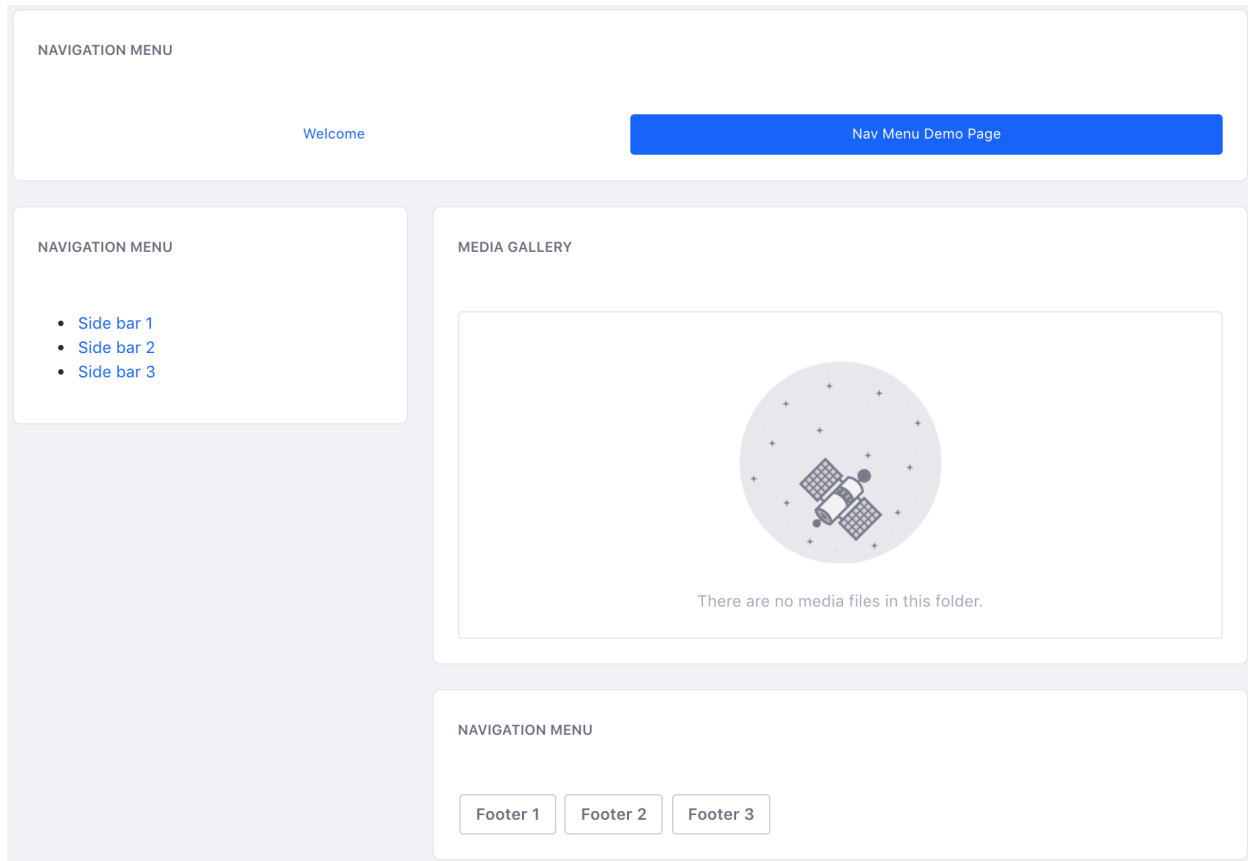 NAVIGATION MENU
Welcome
Nav Menu Demo Page
NAVIGATION MENU
Side bar 1
Side bar 2
Side bar 3
MEDIA GALLERY
There are no media files in this folder.
NAVIGATION MENU
Footer 1
Footer 2
Footer 3